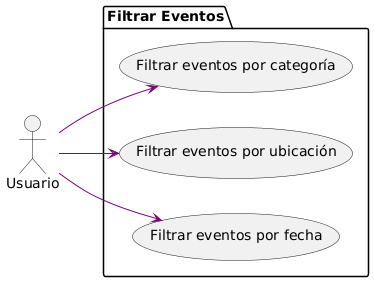 Filtrar Eventos
Filtrar eventos por categoría
Filtrar eventos por ubicación
Usuario
Filtrar eventos por fecha